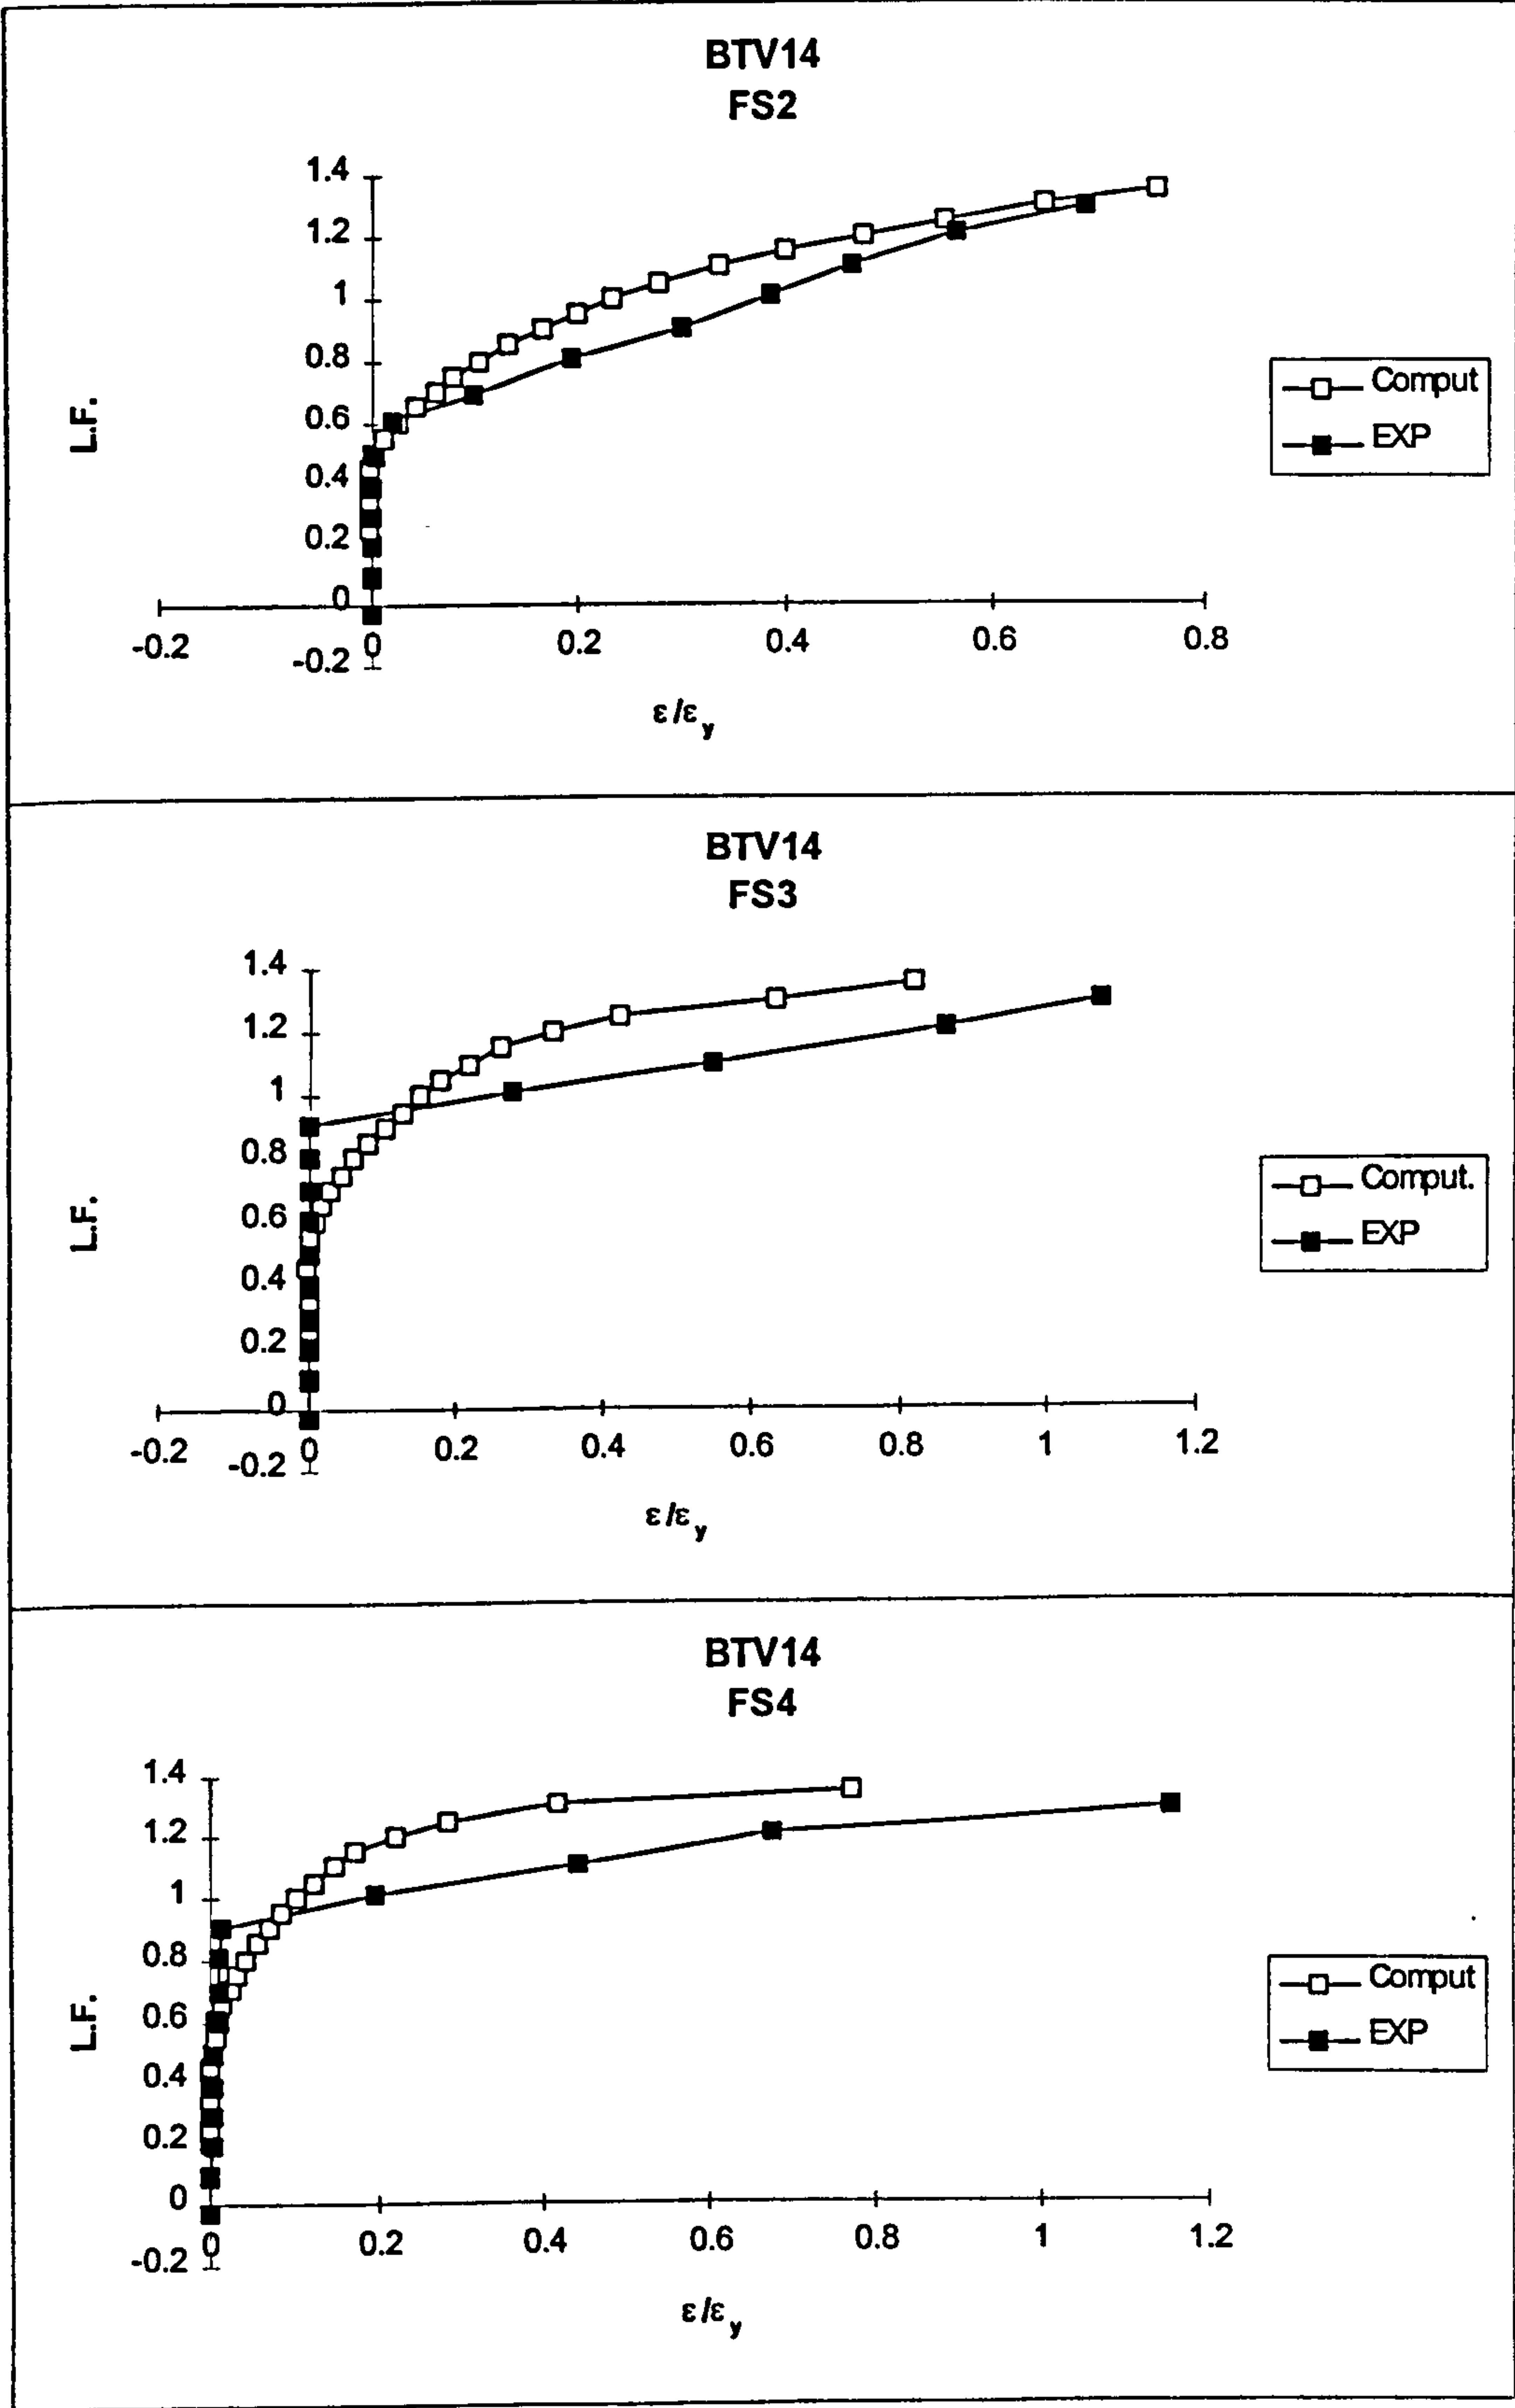 BTV14
FS2
1.4
1.2
1
0.8
0.6
0.4
0.2
0
-0.2
L.F.
-0.2 0 0.2 0.4 0.6 0.8
ε/εy
Comput
EXP
BTV14
FS3
1.4
1.2
1
0.8
0.6
0.4
0.2
0
-0.2
L.F.
-0.2 0 0.2 0.4 0.6 0.8 1 1.2
ε/εy
Comput.
EXP
BTV14
FS4
1.4
1.2
1
0.8
0.6
0.4
0.2
0
-0.2
L.F.
0 0.2 0.4 0.6 0.8 1 1.2
ε/εy
Comput
EXP